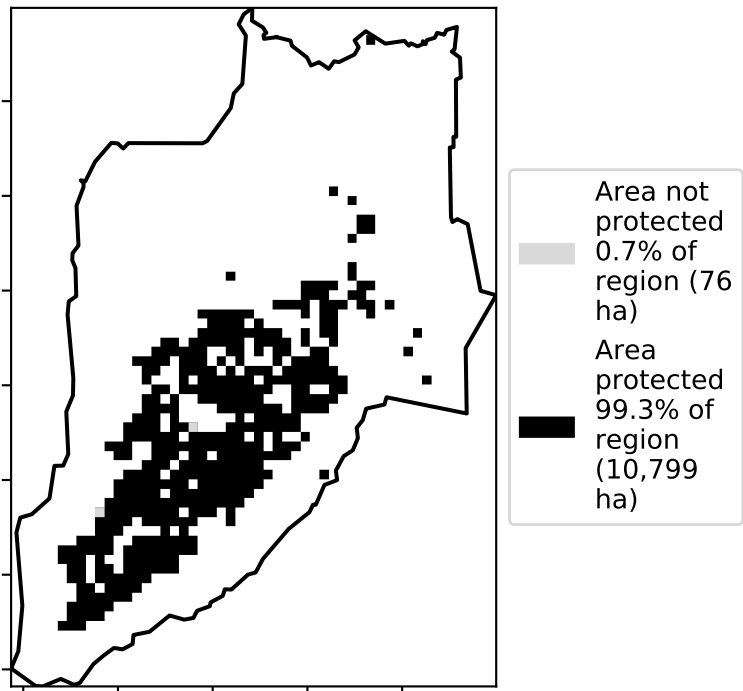 Area not
protected
0.7% of
region (76
ha)
Area
protected
99.3% of
region
(10,799
ha)